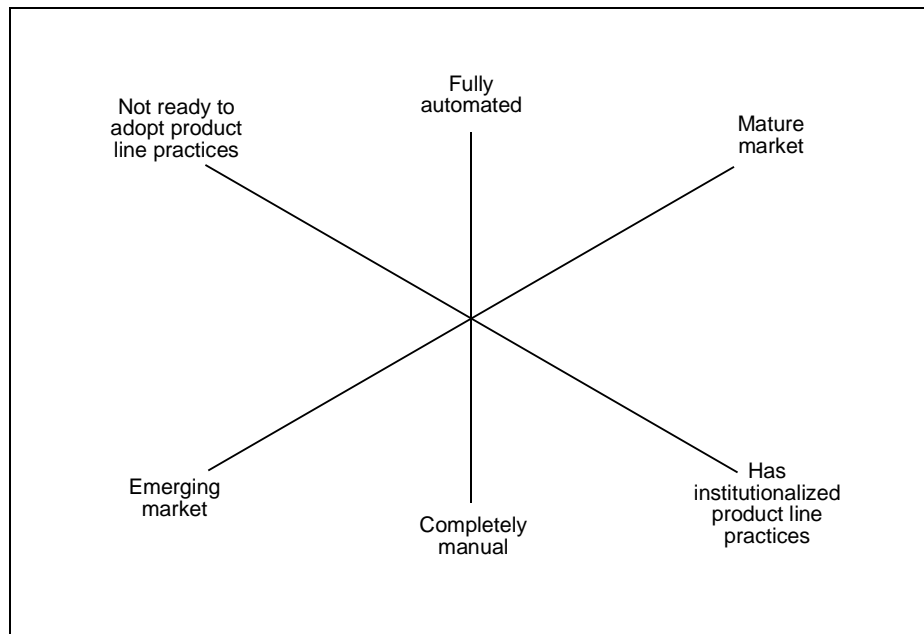 Fully
automated
Not ready to
adopt product
line practices
Mature
market
Emerging
market
Completely
manual
Has
institutionalized
product line
practices